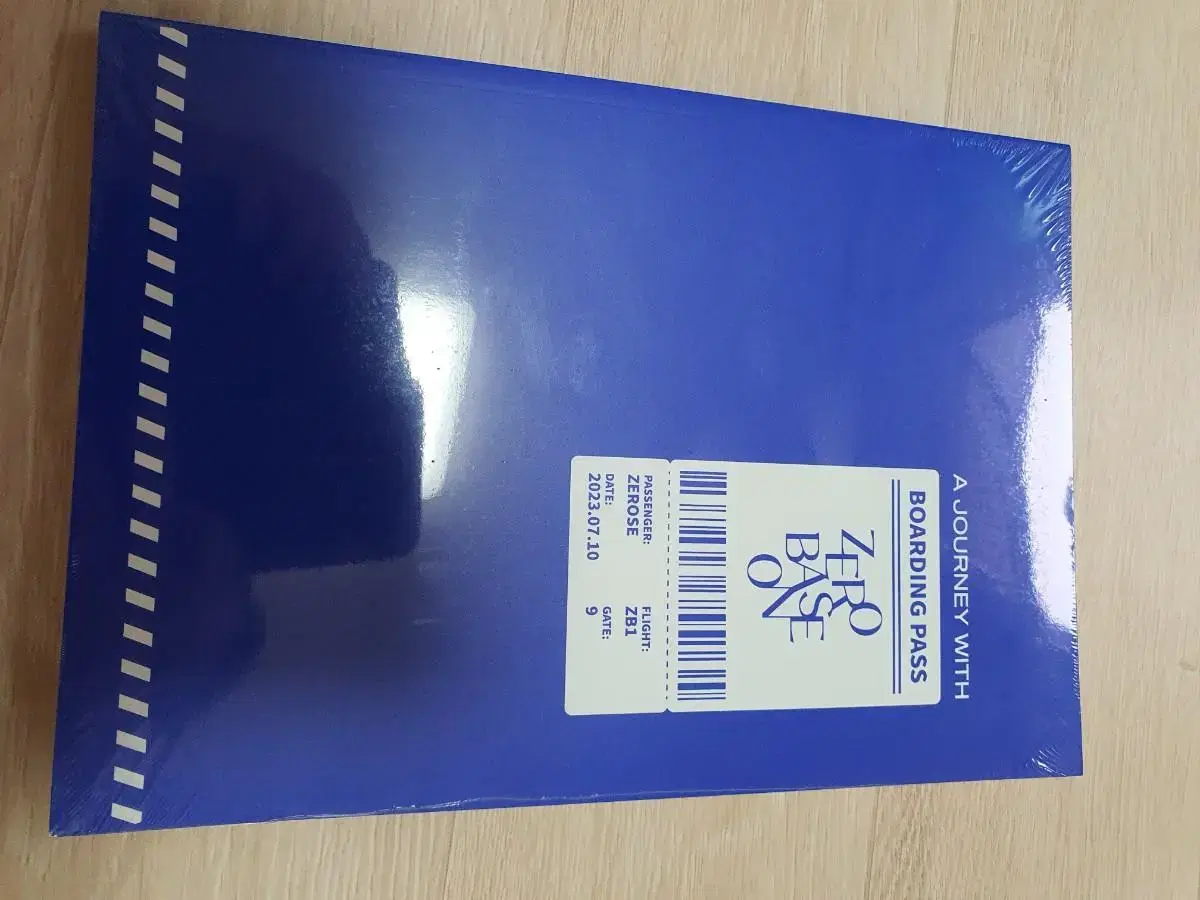 A JOURNEY WITH
BOARDING PASS
ZERO
BASE
ONE
PASSENGER:
ZEROSE
FLIGHT:
ZB1
DATE:
2023.07.10
GATE:
9